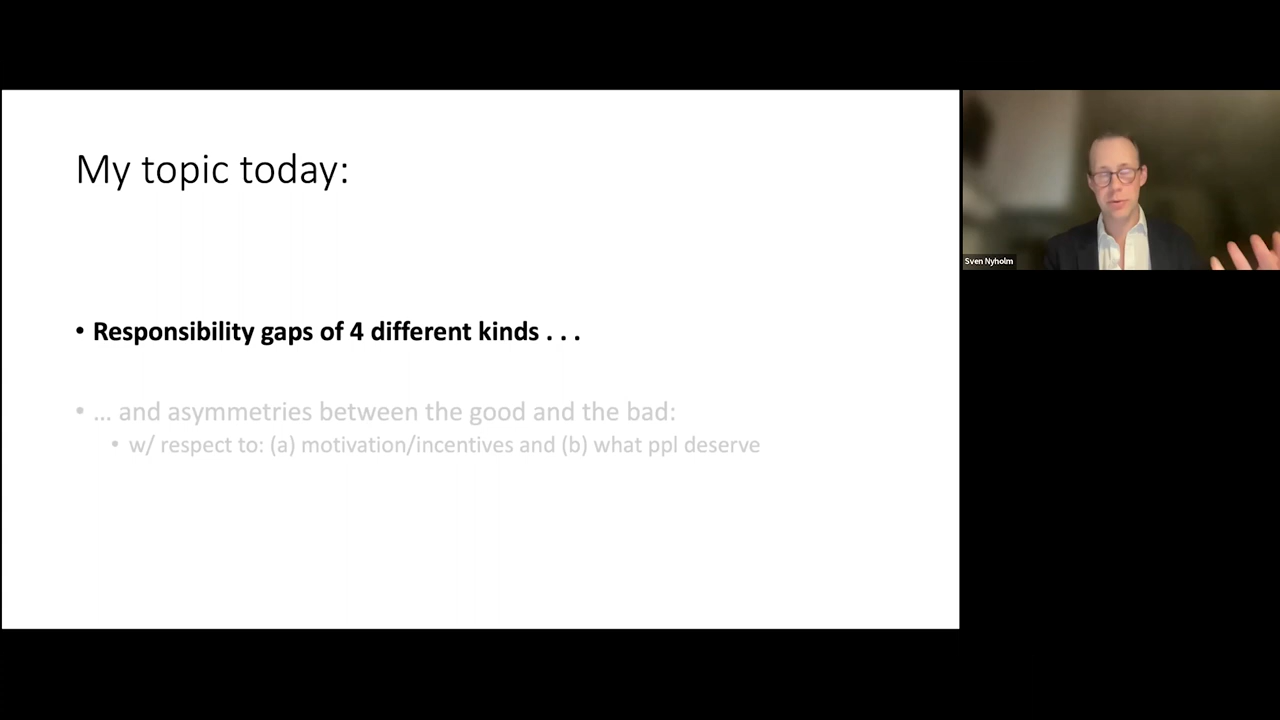 My topic today:
• Responsibility gaps of 4 different kinds . . .
• ... and asymmetries between the good and the bad:
• w/ respect to: (a) motivation/incentives and (b) what ppl deserve
Sven Nyholm